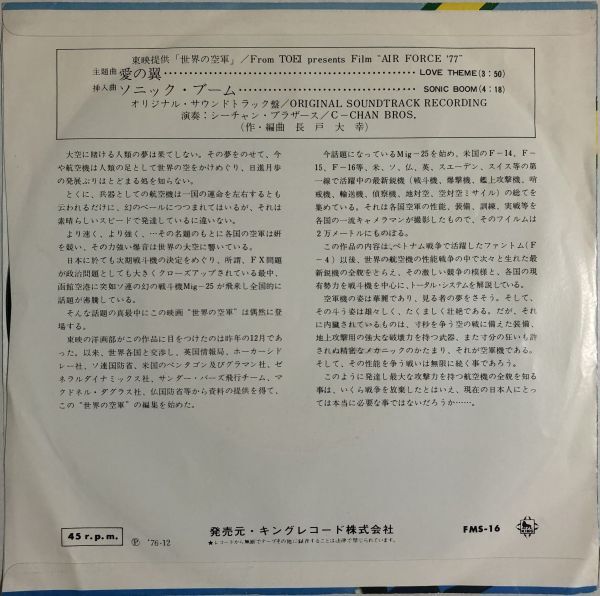 東映提供「世界の空軍」/From TOEI presents Film "AIR FORCE '77"
主題曲 愛の翼・・・・・・・・・・・・・・・・・・・・・・・・LOVE THEME(3:50)
挿入曲 ソニック・ブーム・・・・・・・・・・・・・・・・・・・・SONIC BOOM(4:18)
オリジナル・サウンドトラック盤/ORIGINAL SOUNDTRACK RECORDING
演奏:シーチャン・ブラザース/C-CHAN BROS.
(作・編曲 長戸大幸)
大空に賭ける人類の夢は果てしない。その夢をのせて、今
や航空機は人類の足として世界の空をかけめぐり、日進月歩
の発展ぶりはとどまる処を知らない。
とくに、兵器としての航空機は一国の運命を左右するとも
云われるだけに、幻のベールにつつまれてはいるが、それは
素晴らしいスピードで発達しているに違いない。
より速く、より強く、…その名題のもとに各国の空軍は姸
を競い、その力強い爆音は世界の大空に響いている。
日本に於ても次期戦斗機の決定をめぐり、所謂、FX問題
が政治問題としても大きくクローズアップされている最中、
函館空港に突如ソ連の幻の戦斗機Mig-25が飛来し全国的に
話題が沸騰している。
そんな話題の真最中にこの映画"世界の空軍"は偶然に登
場する。
東映の洋画部がこの作品に目をつけたのは昨年の12月であ
った。以来、世界各国と交渉し、英国情報局、ホーカーシド
レー社、ソ連国防省、米国のペンタゴン及びグラマン社、ゼ
ネラルダイナミックス社、サンダー・バーズ飛行チーム、マ
クドネル・ダグラス社、仏国防省等から資料の提供を得て、
この"世界の空軍"の編集を始めた。
今話題になっているMig-25を始め、米国のF-14、F-
15、F-16等、米、ソ、仏、英、スエーデン、スイス等の第
一線で活躍中の最新鋭機(戦斗機、爆撃機、艦上攻撃機、哨
戒機、輸送機、偵察機、地対空、空対空ミサイル)の総てを
集めている。それは各国空軍の性能、装備、訓練、実戦等を
各国の一流キャメラマンが撮影したもので、そのフイルムは
2万メートルにものぼる。
この作品の内容は、ベトナム戦争で活躍したファントム(F
-4)以後、世界の航空機の性能戦争の中で次々と生れた最
新鋭機の全貌をとらえ、その激しい競争の模様と、各国の現
有勢力を戦斗機を中心に、トータル・システムを解説している。
空軍機の姿は華麗であり、見る者の夢をさそう。そして、
その斗う姿は雄々しく、たくましく壮絶である。だが、それ
に内臓されているものは、寸秒を争う空の戦に備えた装備、
地上攻撃用の強大な破壊力を持つ武器、また寸分の狂いも許
されぬ精密なメカニックのかたまり、それが空軍機である。
そして、その性能を争う戦いは無限に続く事であろう。
このように発達し最大な攻撃力を持つ航空機の全貌を知る
事は、いくら戦争を放棄したとはいえ、現在の日本人にとっ
ては本当に必要な事ではないだろうか……。
45 r.p.m.
Ⓟ '76-12
発売元・キングレコード株式会社
★レコードから無断でテープその他に録音することは法律で禁じられています。
FMS-16
KING